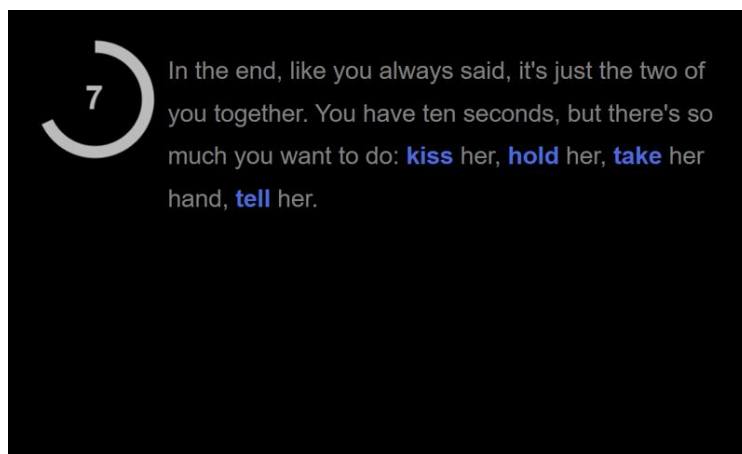 7
In the end, like you always said, it's just the two of
you together. You have ten seconds, but there's so
much you want to do: kiss her, hold her, take her
hand, tell her.